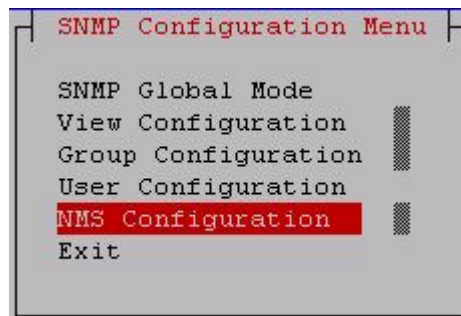 SNMP Configuration Menu
SNMP Global Mode
View Configuration
Group Configuration
User Configuration
NMS Configuration
Exit